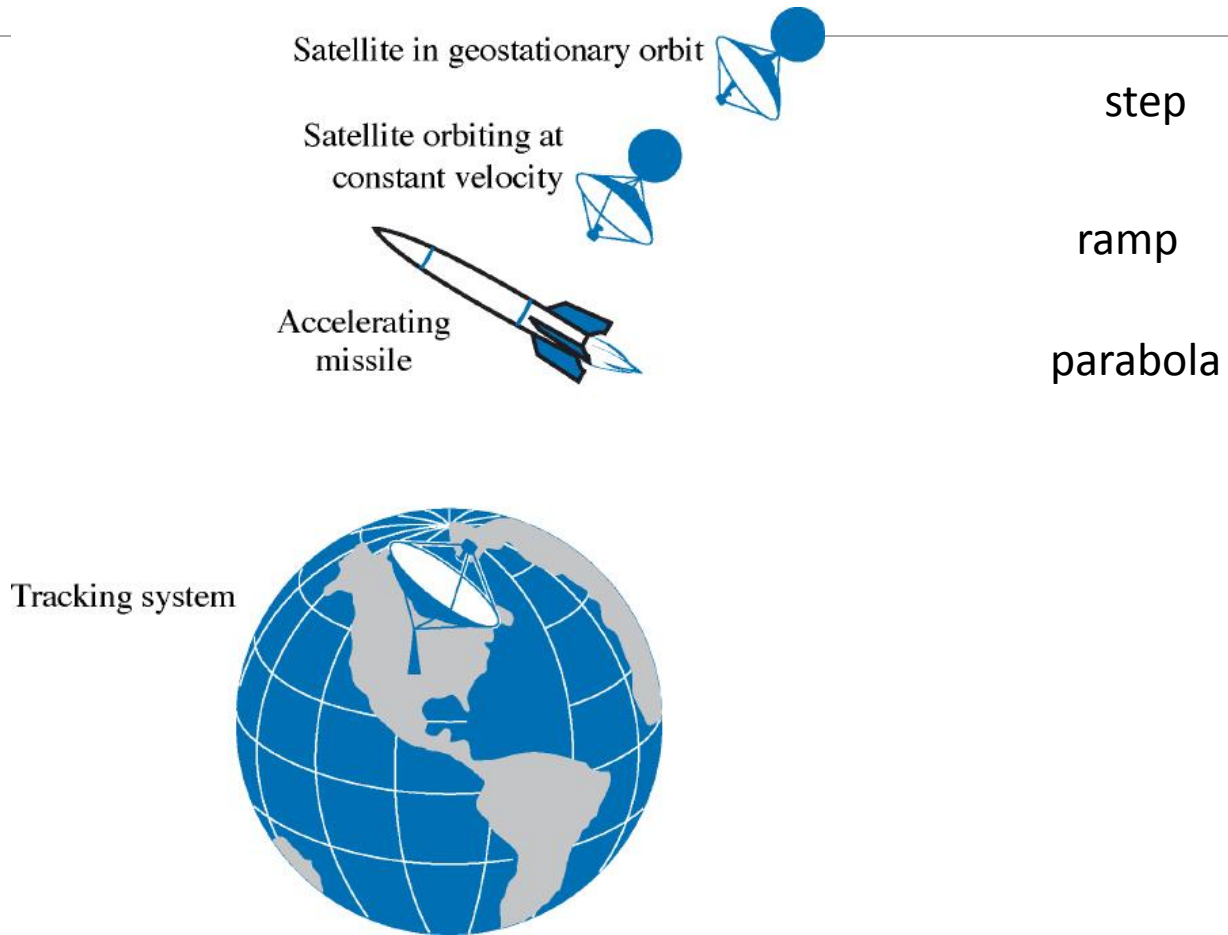 Satellite in geostationary orbit
step
Satellite orbiting at
constant velocity
ramp
Accelerating
missile
parabola
Tracking system